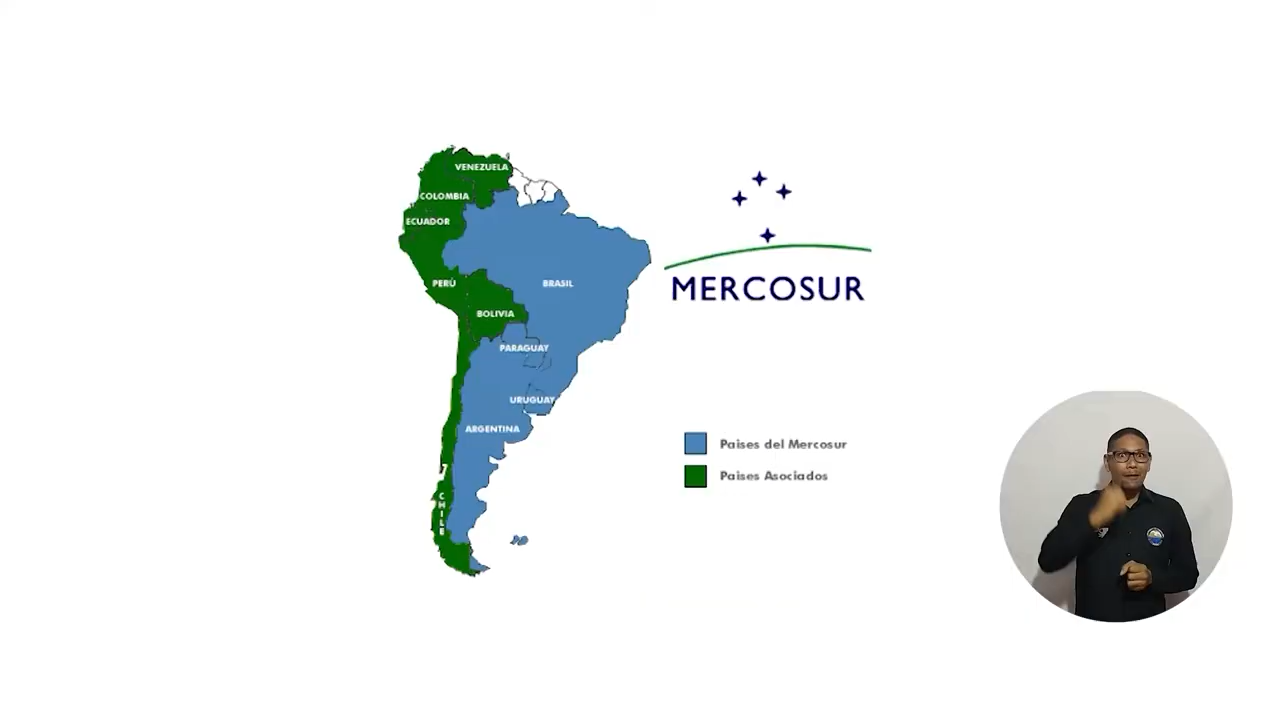 VENEZUELA
COLOMBIA
ECUADOR
PERÚ
BRASIL
BOLIVIA
PARAGUAY
URUGUAY
ARGENTINA
CHILE
MERCOSUR
Paises del Mercosur
Paises Asociados